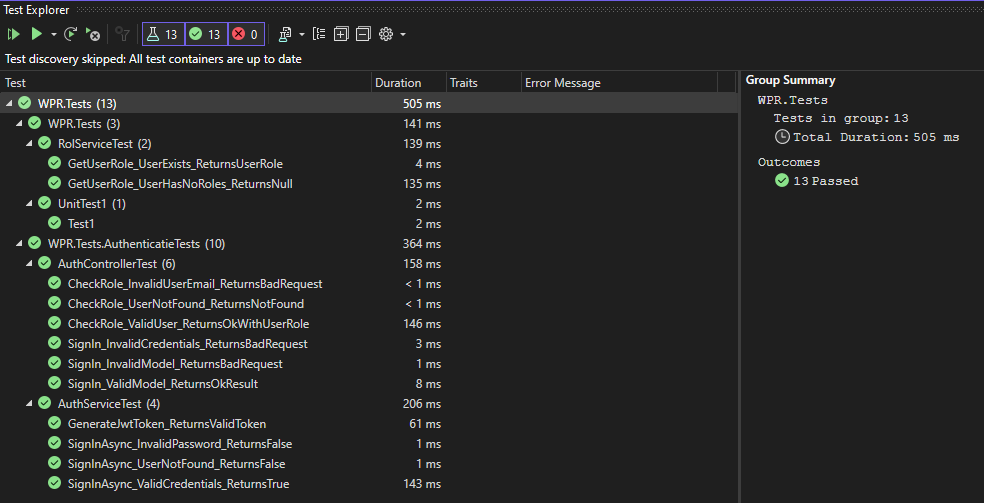 Test Explorer
13 13 0
Test discovery skipped: All test containers are up to date
Test Duration Traits Error Message
WPR.Tests (13) 505 ms
WPR.Tests (3) 141 ms
RolServiceTest (2) 139 ms
GetUserRole_UserExists_ReturnsUserRole 4 ms
GetUserRole_UserHasNoRoles_ReturnsNull 135 ms
UnitTest1 (1) 2 ms
Test1 2 ms
WPR.Tests.AuthenticatieTests (10) 364 ms
AuthControllerTest (6) 158 ms
CheckRole_InvalidUserEmail_ReturnsBadRequest < 1 ms
CheckRole_UserNotFound_ReturnsNotFound < 1 ms
CheckRole_ValidUser_ReturnsOkWithUserRole 146 ms
SignIn_InvalidCredentials_ReturnsBadRequest 3 ms
SignIn_InvalidModel_ReturnsBadRequest 1 ms
SignIn_ValidModel_ReturnsOkResult 8 ms
AuthServiceTest (4) 206 ms
GenerateJwtToken_ReturnsValidToken 61 ms
SignInAsync_InvalidPassword_ReturnsFalse 1 ms
SignInAsync_UserNotFound_ReturnsFalse 1 ms
SignInAsync_ValidCredentials_ReturnsTrue 143 ms
Group Summary
WPR.Tests
Tests in group: 13
Total Duration: 505 ms
Outcomes
13 Passed